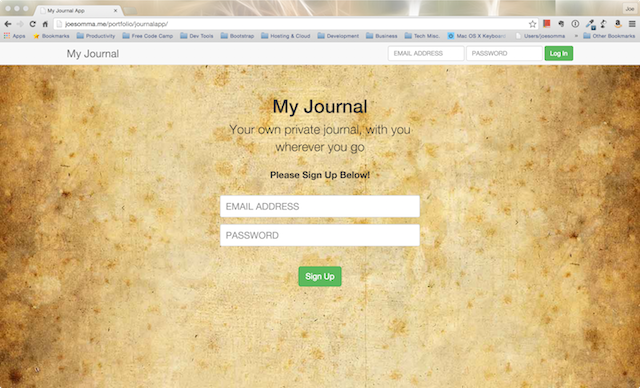 My Journal App
Joe
joesomma.me/portfolio/journalapp/
Apps
Bookmarks
Productivity
Free Code Camp
Dev Tools
Bootstrap
Hosting & Cloud
Development
Business
Tech Misc.
Mac OS X Keyboard
Users/joesomma
Other Bookmarks
My Journal
EMAIL ADDRESS
PASSWORD
Log In
My Journal
Your own private journal, with you
wherever you go
Please Sign Up Below!
EMAIL ADDRESS
PASSWORD
Sign Up